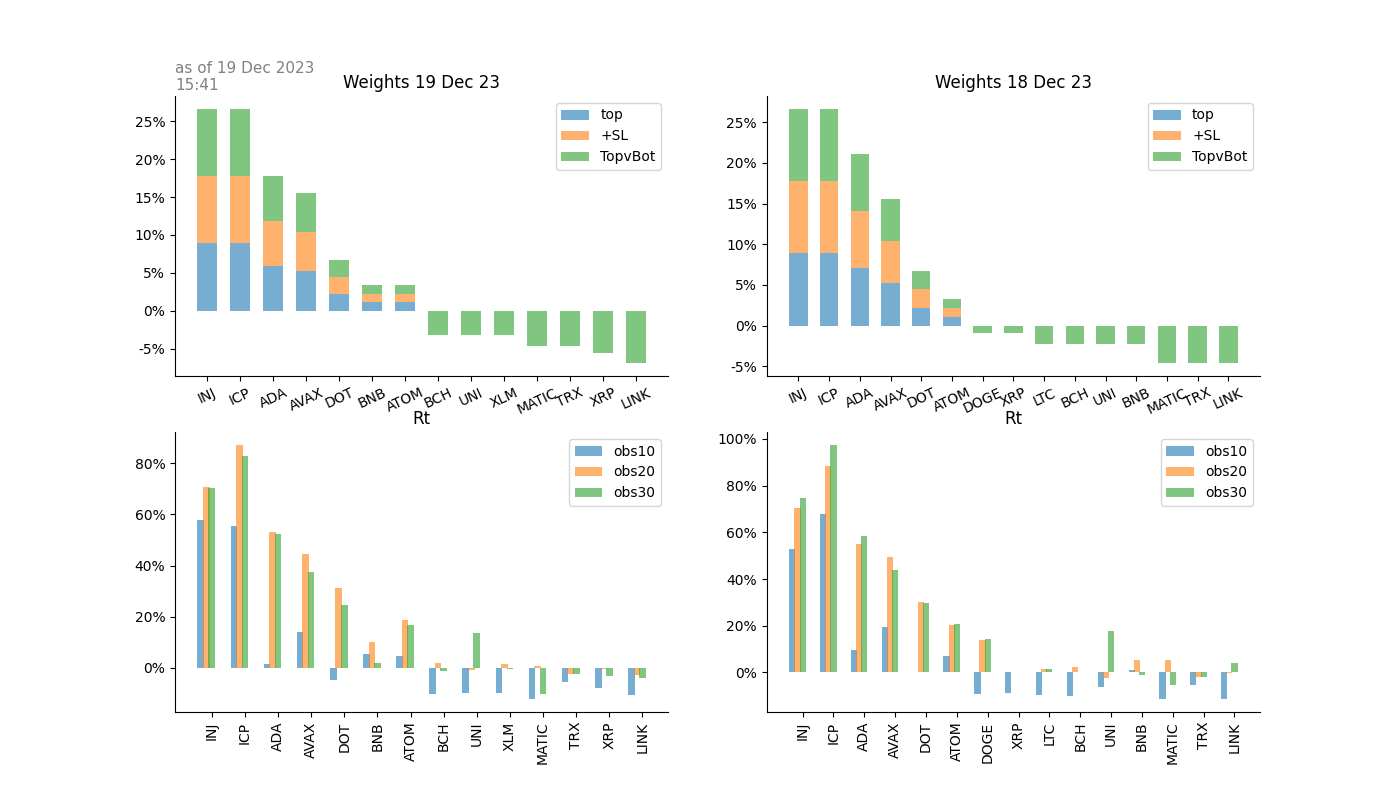 as of 19 Dec 2023
15:41
Weights 19 Dec 23
25%
20%
15%
10%
5%
0%
-5%
top
+SL
TopvBot
INJ ICP ADA AVAX DOT BNB ATOM BCH UNI XLM MATIC TRX XRP LINK
Weights 18 Dec 23
25%
20%
15%
10%
5%
0%
-5%
top
+SL
TopvBot
INJ ICP ADA AVAX DOT ATOM DOGE XRP LTC BCH UNI BNB MATIC TRX LINK
Rt
80%
60%
40%
20%
0%
obs10
obs20
obs30
INJ ICP ADA AVAX DOT BNB ATOM BCH UNI XLM MATIC TRX XRP LINK
Rt
100%
80%
60%
40%
20%
0%
obs10
obs20
obs30
INJ ICP ADA AVAX DOT ATOM DOGE XRP LTC BCH UNI BNB MATIC TRX LINK